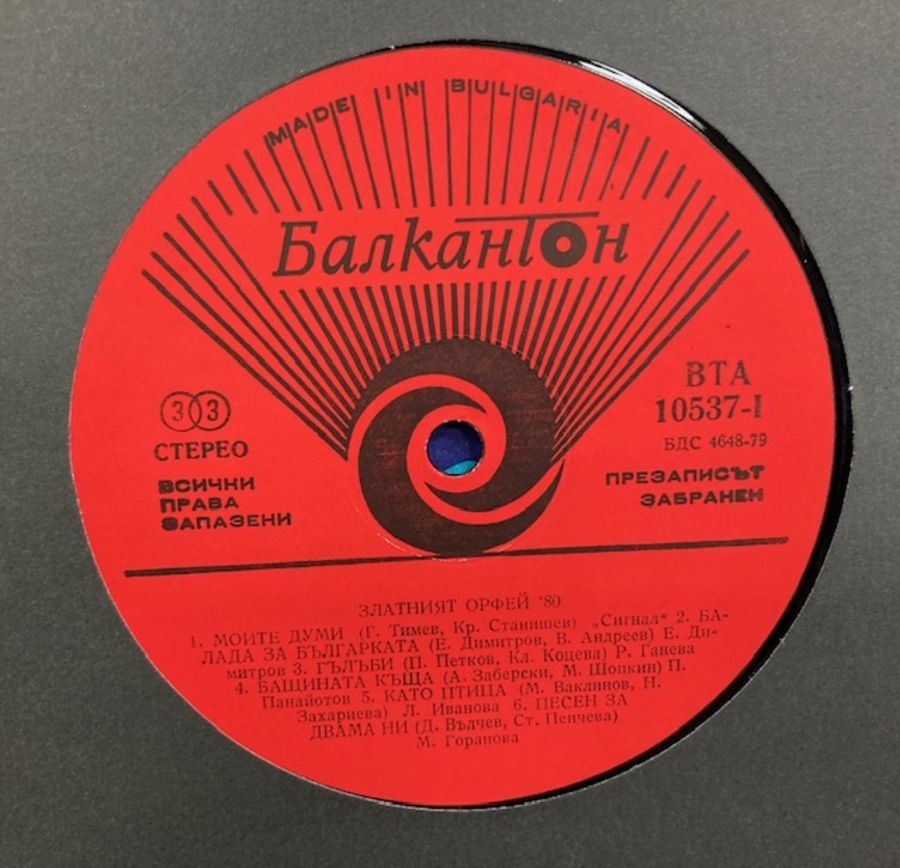 MADE IN BULGARIA
Балкантон
33
СТЕРЕО
ВСИЧКИ
ПРАВА
ЗАПАЗЕНИ
ВТА
10537-I
БДС 4648-79
ПРЕЗАПИСЪТ
ЗАБРАНЕН
ЗЛАТНИЯТ ОРФЕЙ '80
1. МОИТЕ ДУМИ (Г. Тимев, Кр. Станишев) „Сигнал“ 2. БА-
ЛАДА ЗА БЪЛГАРКАТА (Е. Димитров, В. Андреев) Е. Ди-
митров 3. ГЪЛЪБИ (П. Петков, Кл. Коцева) Р. Ганева
4. БАЩИНАТА КЪЩА (А. Заберски, М. Шопкин) П.
Панайотов 5. КАТО ПТИЦА (М. Ваклинов, Н.
Захариева) Л. Иванова 6. ПЕСЕН ЗА
ДВАМА НИ (Д. Вълчев, Ст. Пенчева)
М. Горанова